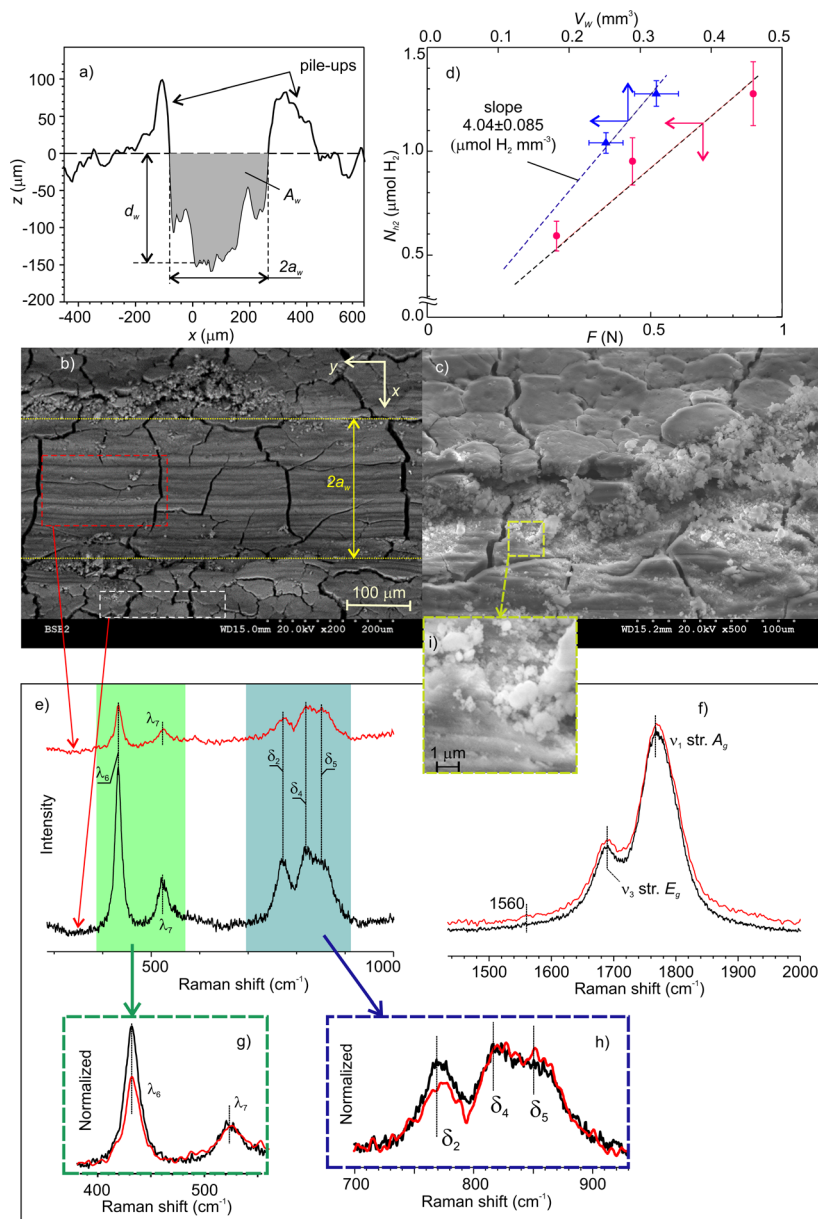 a)
pile-ups
100
50
0
-50
-100
-150
-200
z (μm)
d_w
A_w
2a_w
-400 -200 0 200 400 600
x (μm)
V_w (mm³)
0.0 0.1 0.2 0.3 0.4 0.5
d)
1.5
1.0
0.6
0.0
N_h2 (μmol H₂)
slope
4.04±0.085
(μmol H₂ mm⁻³)
0 0.5 1
F (N)
b)
y
x
2a_w
100 μm
BSE2 WD15.0mm 20.0kV x200 200um
c)
WD15.2mm 20.0kV x500 100um
i)
1 μm
e)
λ₇
λ₆
δ₂
δ₅
δ₄
λ₇
Intensity
500 1000
Raman shift (cm⁻¹)
f)
ν₁ str. A_g
ν₃ str. E_g
1560
1500 1600 1700 1800 1900 2000
Raman shift (cm⁻¹)
g)
Normalized
λ₆
λ₇
400 500
Raman shift (cm⁻¹)
h)
Normalized
δ₂
δ₄
δ₅
700 800 900
Raman shift (cm⁻¹)